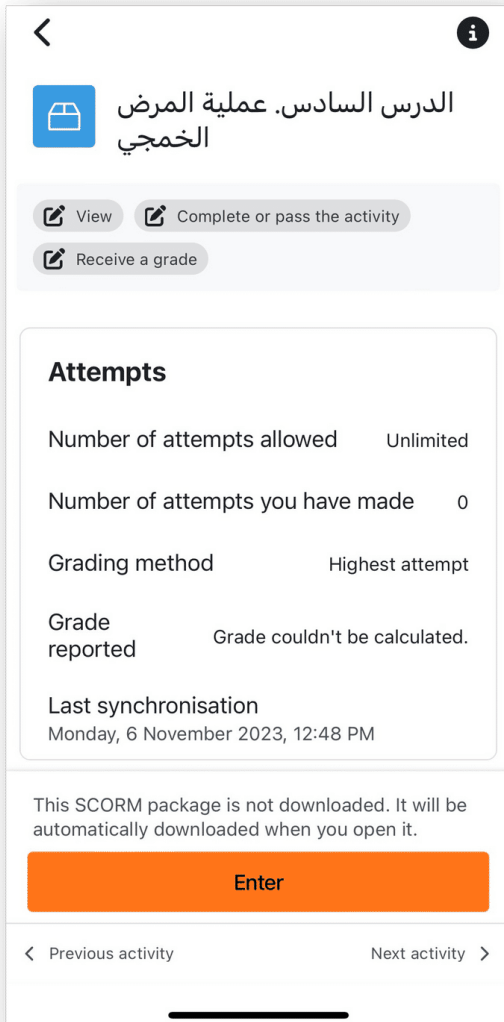 الدرس السادس. عملية المرض
الخمجي
View
Complete or pass the activity
Receive a grade
Attempts
Number of attempts allowed Unlimited
Number of attempts you have made 0
Grading method Highest attempt
Grade
reported Grade couldn't be calculated.
Last synchronisation
Monday, 6 November 2023, 12:48 PM
This SCORM package is not downloaded. It will be
automatically downloaded when you open it.
Enter
Previous activity Next activity